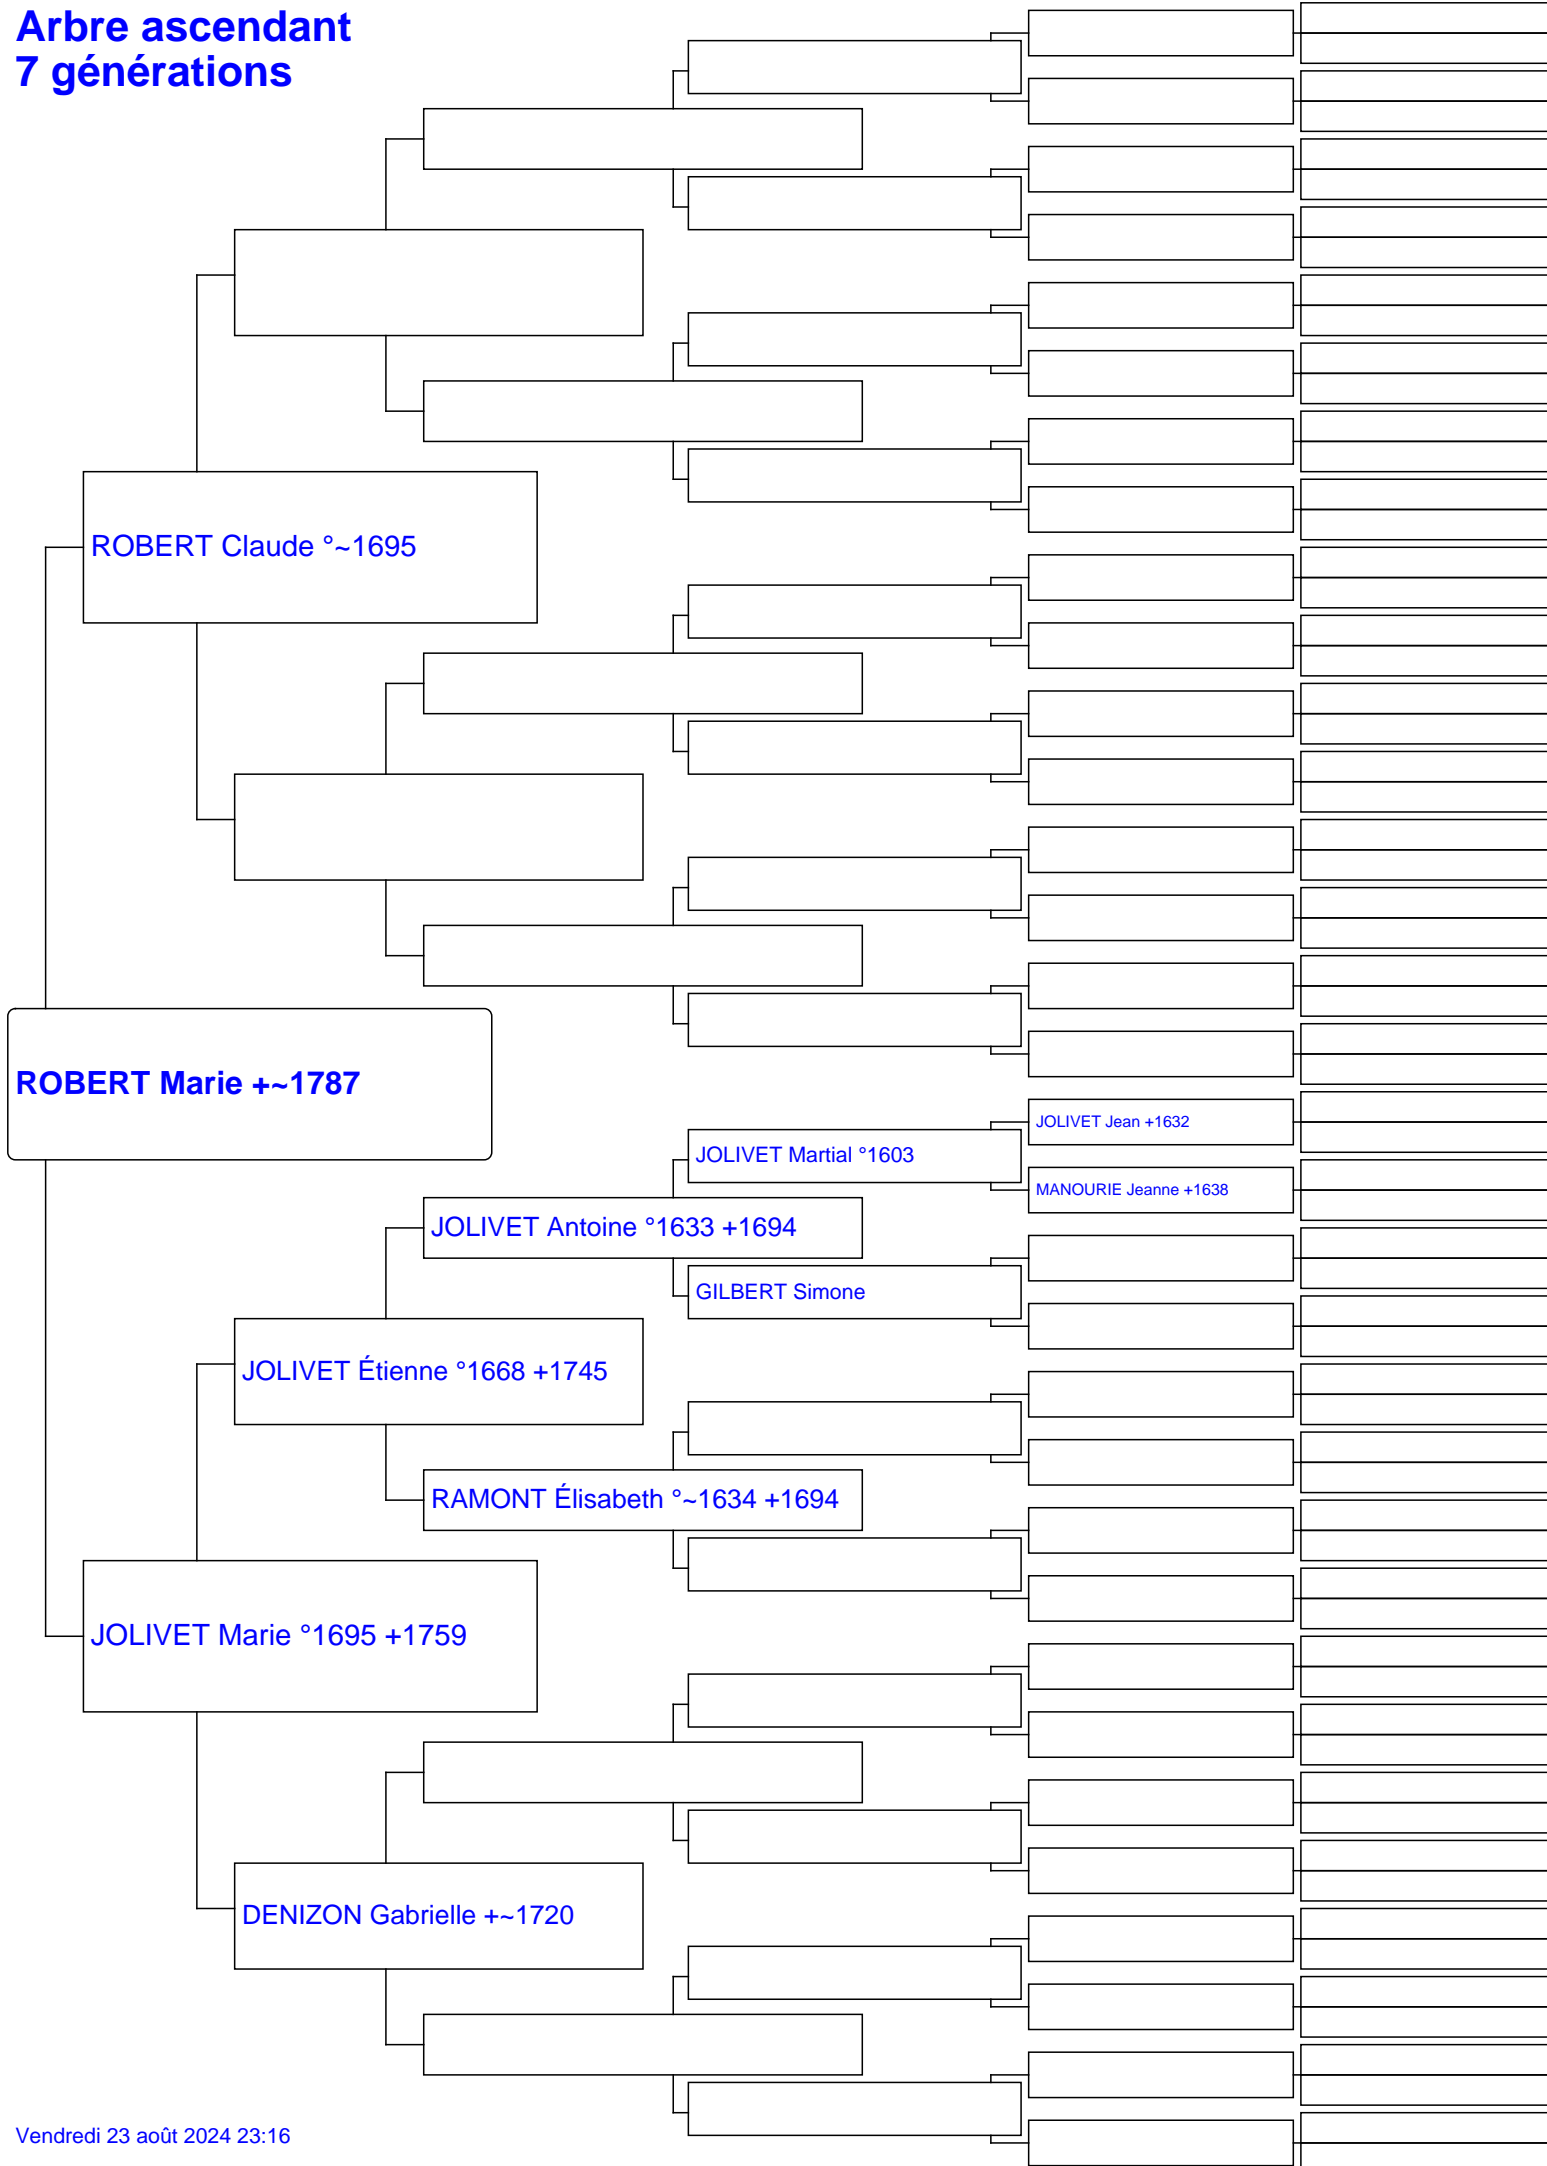 Arbre ascendant
7 générations
ROBERT Claude °~1695
ROBERT Marie +~1787
JOLIVET Jean +1632
JOLIVET Martial °1603
MANOURIE Jeanne +1638
JOLIVET Antoine °1633 +1694
GILBERT Simone
JOLIVET Étienne °1668 +1745
RAMONT Élisabeth °~1634 +1694
JOLIVET Marie °1695 +1759
DENIZON Gabrielle +~1720
Vendredi 23 août 2024 23:16